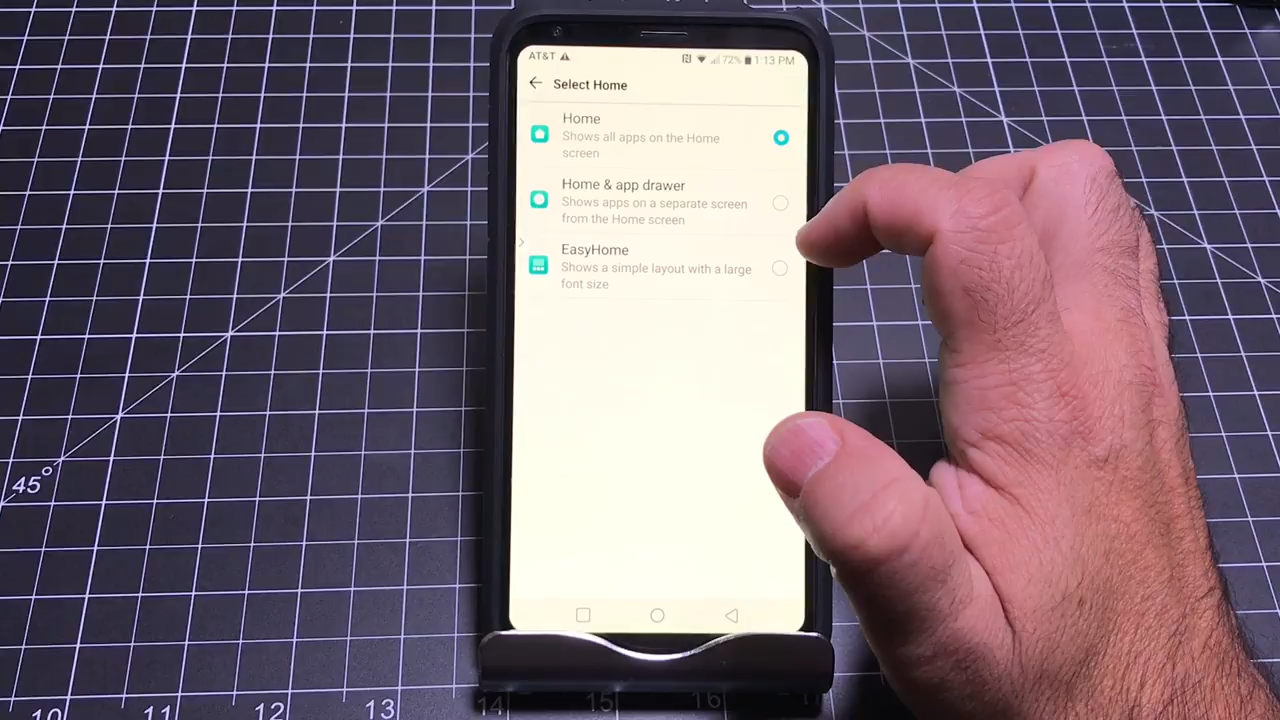 AT&T 72% 1:13 PM
Select Home
Home
Shows all apps on the Home
screen
Home & app drawer
Shows apps on a separate screen
from the Home screen
EasyHome
Shows a simple layout with a large
font size
45°
10 11 12 13 14 15 16 17